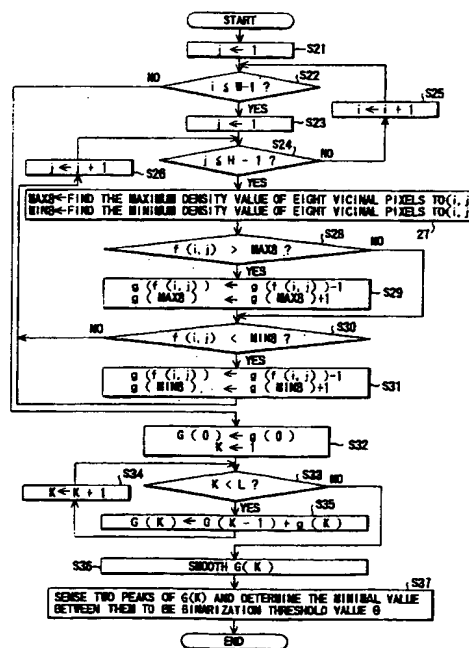 START
j ← 1
S21
S22
i ≤ W-1 ?
NO
YES
S25
i ← i + 1
j ← 1
S23
S24
j ≤ H - 1 ?
NO
j ← j + 1
S26
YES
MAX8←FIND THE MAXIMUM DENSITY VALUE OF EIGHT VICINAL PIXELS TO(i, j
MIN8←FIND THE MINIMUM DENSITY VALUE OF EIGHT VICINAL PIXELS TO(i, j
27
S28
f (i, j) > MAX8 ?
NO
YES
g (f (i, j)) ← g (f (i, j))-1
g ( MAX8 ) ← g ( MAX8 )+1
S29
S30
f (i, j) < MIN8 ?
NO
YES
g (f (i, j)) ← g (f (i, j))-1
g ( MIN8 ) ← g ( MIN8 )+1
S31
G ( 0 ) ← g ( 0 )
K ← 1
S32
S34
S33
K < L ?
NO
K ← K + 1
YES
S35
G ( K ) ← G ( K - 1 ) + g ( K )
S36
SMOOTH G( K )
S37
SENSE TWO PEAKS OF G(K) AND DETERMINE THE MINIMAL VALUE
BETWEEN THEM TO BE BINARIZATION THRESHOLD VALUE θ
END